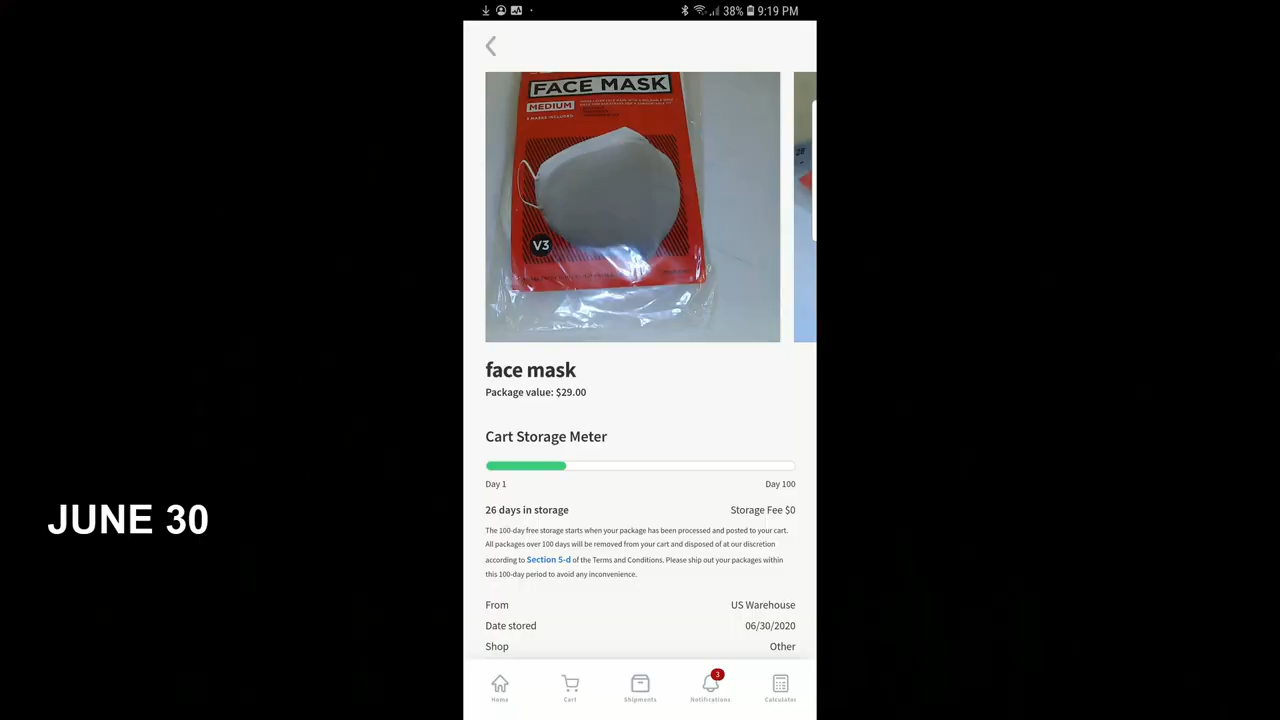 38% 9:19 PM
FACE MASK
MEDIUM
V3
face mask
Package value: $29.00
Cart Storage Meter
Day 1 Day 100
26 days in storage Storage Fee $0
The 100-day free storage starts when your package has been processed and posted to your cart.
All packages over 100 days will be removed from your cart and disposed of at our discretion
according to Section 5-d of the Terms and Conditions. Please ship out your packages within
this 100-day period to avoid any inconvenience.
JUNE 30
From US Warehouse
Date stored 06/30/2020
Shop Other
3
Home Cart Shipments Notifications Calculator